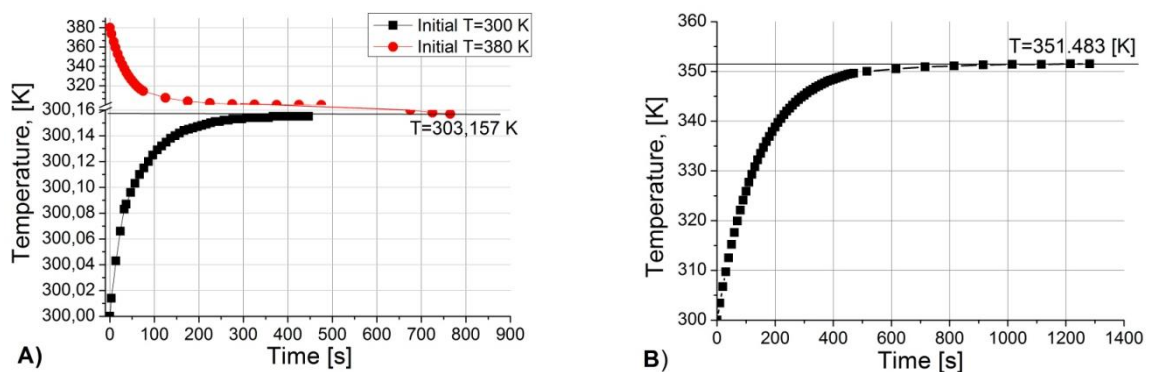 Initial T=300 K
Initial T=380 K
380
360
340
320
300,16
300,14
300,12
300,10
300,08
300,06
300,04
300,02
300,00
Temperature, [K]
T=303,157 K
0 100 200 300 400 500 600 700 800 900
Time [s]
A)
360
350
340
330
320
310
300
Temperature, [K]
T=351.483 [K]
0 200 400 600 800 1000 1200 1400
Time [s]
B)